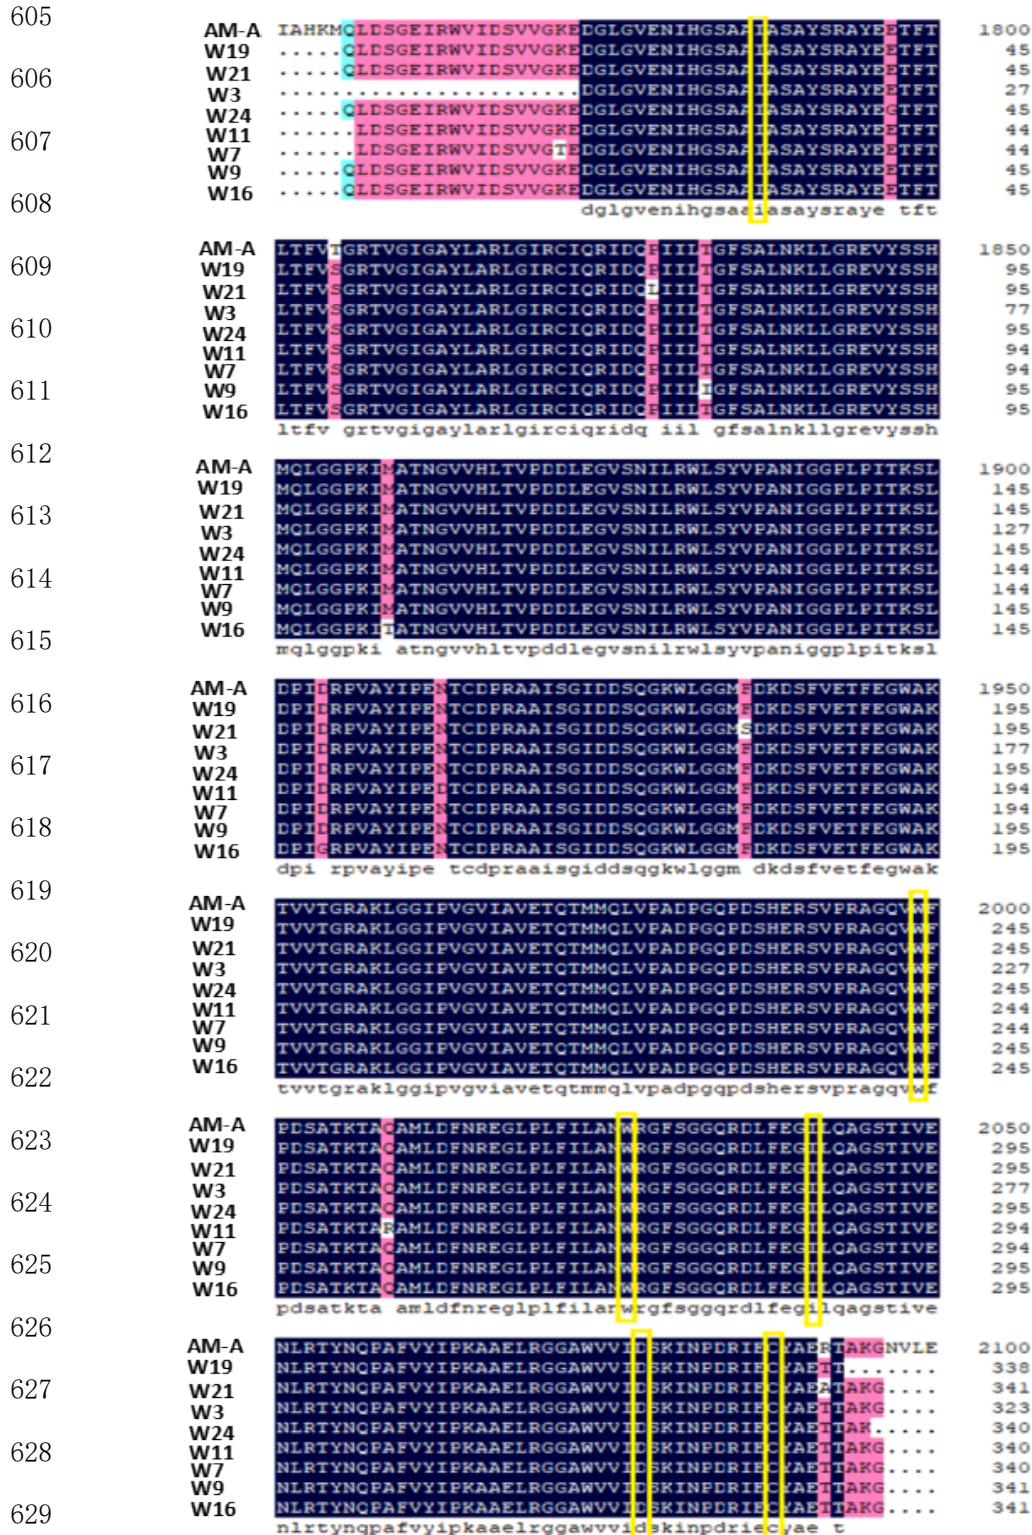 605
AM-A IAHKMQLDSGEIRWVIDSVVGKEDGLGVENIHGSAAIASAYSRAYEETFT 1800
W19 .....QLDSGEIRWVIDSVVGKEDGLGVENIHGSAAIASAYSRAYEETFT 45
606
W21 .....QLDSGEIRWVIDSVVGKEDGLGVENIHGSAAIASAYSRAYEETFT 45
W3 .......................DGLGVENIHGSAAIASAYSRAYEETFT 27
W24 .....QLDSGEIRWVIDSVVGKEDGLGVENIHGSAAIASAYSRAYEGTFT 45
607
W11 ......LDSGEIRWVIDSVVGKEDGLGVENIHGSAAIASAYSRAYEETFT 44
W7 ......LDSGEIRWVIDSVVGTEDGLGVENIHGSAAIASAYSRAYEETFT 44
W9 .....QLDSGEIRWVIDSVVGKEDGLGVENIHGSAAIASAYSRAYEETFT 45
W16 .....QLDSGEIRWVIDSVVGKEDGLGVENIHGSAAIASAYSRAYEETFT 45
608
dglgvenihgsaaiasaysraye tft
AM-A LTFVTGRTVGIGAYLARLGIRCIQRIDQPIILTGFSALNKLLGREVYSSH 1850
609
W19 LTFVSGRTVGIGAYLARLGIRCIQRIDQPIILTGFSALNKLLGREVYSSH 95
W21 LTFVSGRTVGIGAYLARLGIRCIQRIDQLIILTGFSALNKLLGREVYSSH 95
W3 LTFVSGRTVGIGAYLARLGIRCIQRIDQPIILTGFSALNKLLGREVYSSH 77
610
W24 LTFVSGRTVGIGAYLARLGIRCIQRIDQPIILTGFSALNKLLGREVYSSH 95
W11 LTFVSGRTVGIGAYLARLGIRCIQRIDQPIILTGFSALNKLLGREVYSSH 94
W7 LTFVSGRTVGIGAYLARLGIRCIQRIDQPIILTGFSALNKLLGREVYSSH 94
611
W9 LTFVSGRTVGIGAYLARLGIRCIQRIDQPIILIGFSALNKLLGREVYSSH 95
W16 LTFVSGRTVGIGAYLARLGIRCIQRIDQPIILTGFSALNKLLGREVYSSH 95
ltfv grtvgigaylarlgirciqridq iil gfsalnkllgrevyssh
612
AM-A MQLGGPKIMATNGVVHLTVPDDLEGVSNILRWLSYVPANIGGPLPITKSL 1900
W19 MQLGGPKIMATNGVVHLTVPDDLEGVSNILRWLSYVPANIGGPLPITKSL 145
613
W21 MQLGGPKIMATNGVVHLTVPDDLEGVSNILRWLSYVPANIGGPLPITKSL 145
W3 MQLGGPKIMATNGVVHLTVPDDLEGVSNILRWLSYVPANIGGPLPITKSL 127
W24 MQLGGPKIMATNGVVHLTVPDDLEGVSNILRWLSYVPANIGGPLPITKSL 145
614
W11 MQLGGPKIMATNGVVHLTVPDDLEGVSNILRWLSYVPANIGGPLPITKSL 144
W7 MQLGGPKIMATNGVVHLTVPDDLEGVSNILRWLSYVPANIGGPLPITKSL 144
W9 MQLGGPKIMATNGVVHLTVPDDLEGVSNILRWLSYVPANIGGPLPITKSL 145
615
W16 MQLGGPKITATNGVVHLTVPDDLEGVSNILRWLSYVPANIGGPLPITKSL 145
mqlggpki atngvvhltvpddlegvsnilrwlsyvpaniggplpitksl
616
AM-A DPIDRPVAYIPENTCDPRAAISGIDDSQGKWLGGMFDKDSFVETFEGWAK 1950
W19 DPIDRPVAYIPENTCDPRAAISGIDDSQGKWLGGMFDKDSFVETFEGWAK 195
W21 DPIDRPVAYIPENTCDPRAAISGIDDSQGKWLGGMSDKDSFVETFEGWAK 195
W3 DPIDRPVAYIPENTCDPRAAISGIDDSQGKWLGGMFDKDSFVETFEGWAK 177
617
W24 DPIDRPVAYIPENTCDPRAAISGIDDSQGKWLGGMFDKDSFVETFEGWAK 195
W11 DPIDRPVAYIPEDTCDPRAAISGIDDSQGKWLGGMFDKDSFVETFEGWAK 194
W7 DPIDRPVAYIPENTCDPRAAISGIDDSQGKWLGGMFDKDSFVETFEGWAK 194
618
W9 DPIDRPVAYIPENTCDPRAAISGIDDSQGKWLGGMFDKDSFVETFEGWAK 195
W16 DPIGRPVAYIPENTCDPRAAISGIDDSQGKWLGGMFDKDSFVETFEGWAK 195
dpi rpvayipe tcdpraaisgiddsqgkwlggm dkdsfvetfegwak
619
AM-A TVVTGRAKLGGIPVGVIAVETQTMMQLVPADPGQPDSHERSVPRAGQVWF 2000
W19 TVVTGRAKLGGIPVGVIAVETQTMMQLVPADPGQPDSHERSVPRAGQVWF 245
620
W21 TVVTGRAKLGGIPVGVIAVETQTMMQLVPADPGQPDSHERSVPRAGQVWF 245
W3 TVVTGRAKLGGIPVGVIAVETQTMMQLVPADPGQPDSHERSVPRAGQVWF 227
W24 TVVTGRAKLGGIPVGVIAVETQTMMQLVPADPGQPDSHERSVPRAGQVWF 245
621
W11 TVVTGRAKLGGIPVGVIAVETQTMMQLVPADPGQPDSHERSVPRAGQVWF 244
W7 TVVTGRAKLGGIPVGVIAVETQTMMQLVPADPGQPDSHERSVPRAGQVWF 244
W9 TVVTGRAKLGGIPVGVIAVETQTMMQLVPADPGQPDSHERSVPRAGQVWF 245
W16 TVVTGRAKLGGIPVGVIAVETQTMMQLVPADPGQPDSHERSVPRAGQVWF 245
622
tvvtgraklggipvgviavetqtmmqlvpadpgqpdshersvpragqvwf
AM-A PDSATKTAQAMLDFNREGLPLFILANWRGFSGGQRDLFEGILQAGSTIVE 2050
623
W19 PDSATKTAQAMLDFNREGLPLFILANWRGFSGGQRDLFEGILQAGSTIVE 295
W21 PDSATKTAQAMLDFNREGLPLFILANWRGFSGGQRDLFEGILQAGSTIVE 295
W3 PDSATKTAQAMLDFNREGLPLFILANWRGFSGGQRDLFEGILQAGSTIVE 277
624
W24 PDSATKTAQAMLDFNREGLPLFILANWRGFSGGQRDLFEGILQAGSTIVE 295
W11 PDSATKTARAMLDFNREGLPLFILANWRGFSGGQRDLFEGILQAGSTIVE 294
W7 PDSATKTAQAMLDFNREGLPLFILANWRGFSGGQRDLFEGILQAGSTIVE 294
625
W9 PDSATKTAQAMLDFNREGLPLFILANWRGFSGGQRDLFEGILQAGSTIVE 295
W16 PDSATKTAQAMLDFNREGLPLFILANWRGFSGGQRDLFEGILQAGSTIVE 295
pdsatkta amldfnreglplfilanwrgfsggqrdlfegilqagstive
626
AM-A NLRTYNQPAFVYIPKAAELRGGAWVVIDSKINPDRIECYAERTAKGNVLE 2100
W19 NLRTYNQPAFVYIPKAAELRGGAWVVIDSKINPDRIECYAETT....... 338
627
W21 NLRTYNQPAFVYIPKAAELRGGAWVVIDSKINPDRIECYAEATAKG.... 341
W3 NLRTYNQPAFVYIPKAAELRGGAWVVIDSKINPDRIECYAETTAKG.... 323
W24 NLRTYNQPAFVYIPKAAELRGGAWVVIDSKINPDRIECYAETTAK..... 340
628
W11 NLRTYNQPAFVYIPKAAELRGGAWVVIDSKINPDRIECYAETTAKG.... 340
W7 NLRTYNQPAFVYIPKAAELRGGAWVVIDSKINPDRIECYAETTAKG.... 340
W9 NLRTYNQPAFVYIPKAAELRGGAWVVIDSKINPDRIECYAETTAKG.... 341
W16 NLRTYNQPAFVYIPKAAELRGGAWVVIDSKINPDRIECYAETTAKG.... 341
629
nlrtynqpafvyipkaaelrggawvvidskinpdriecyae t